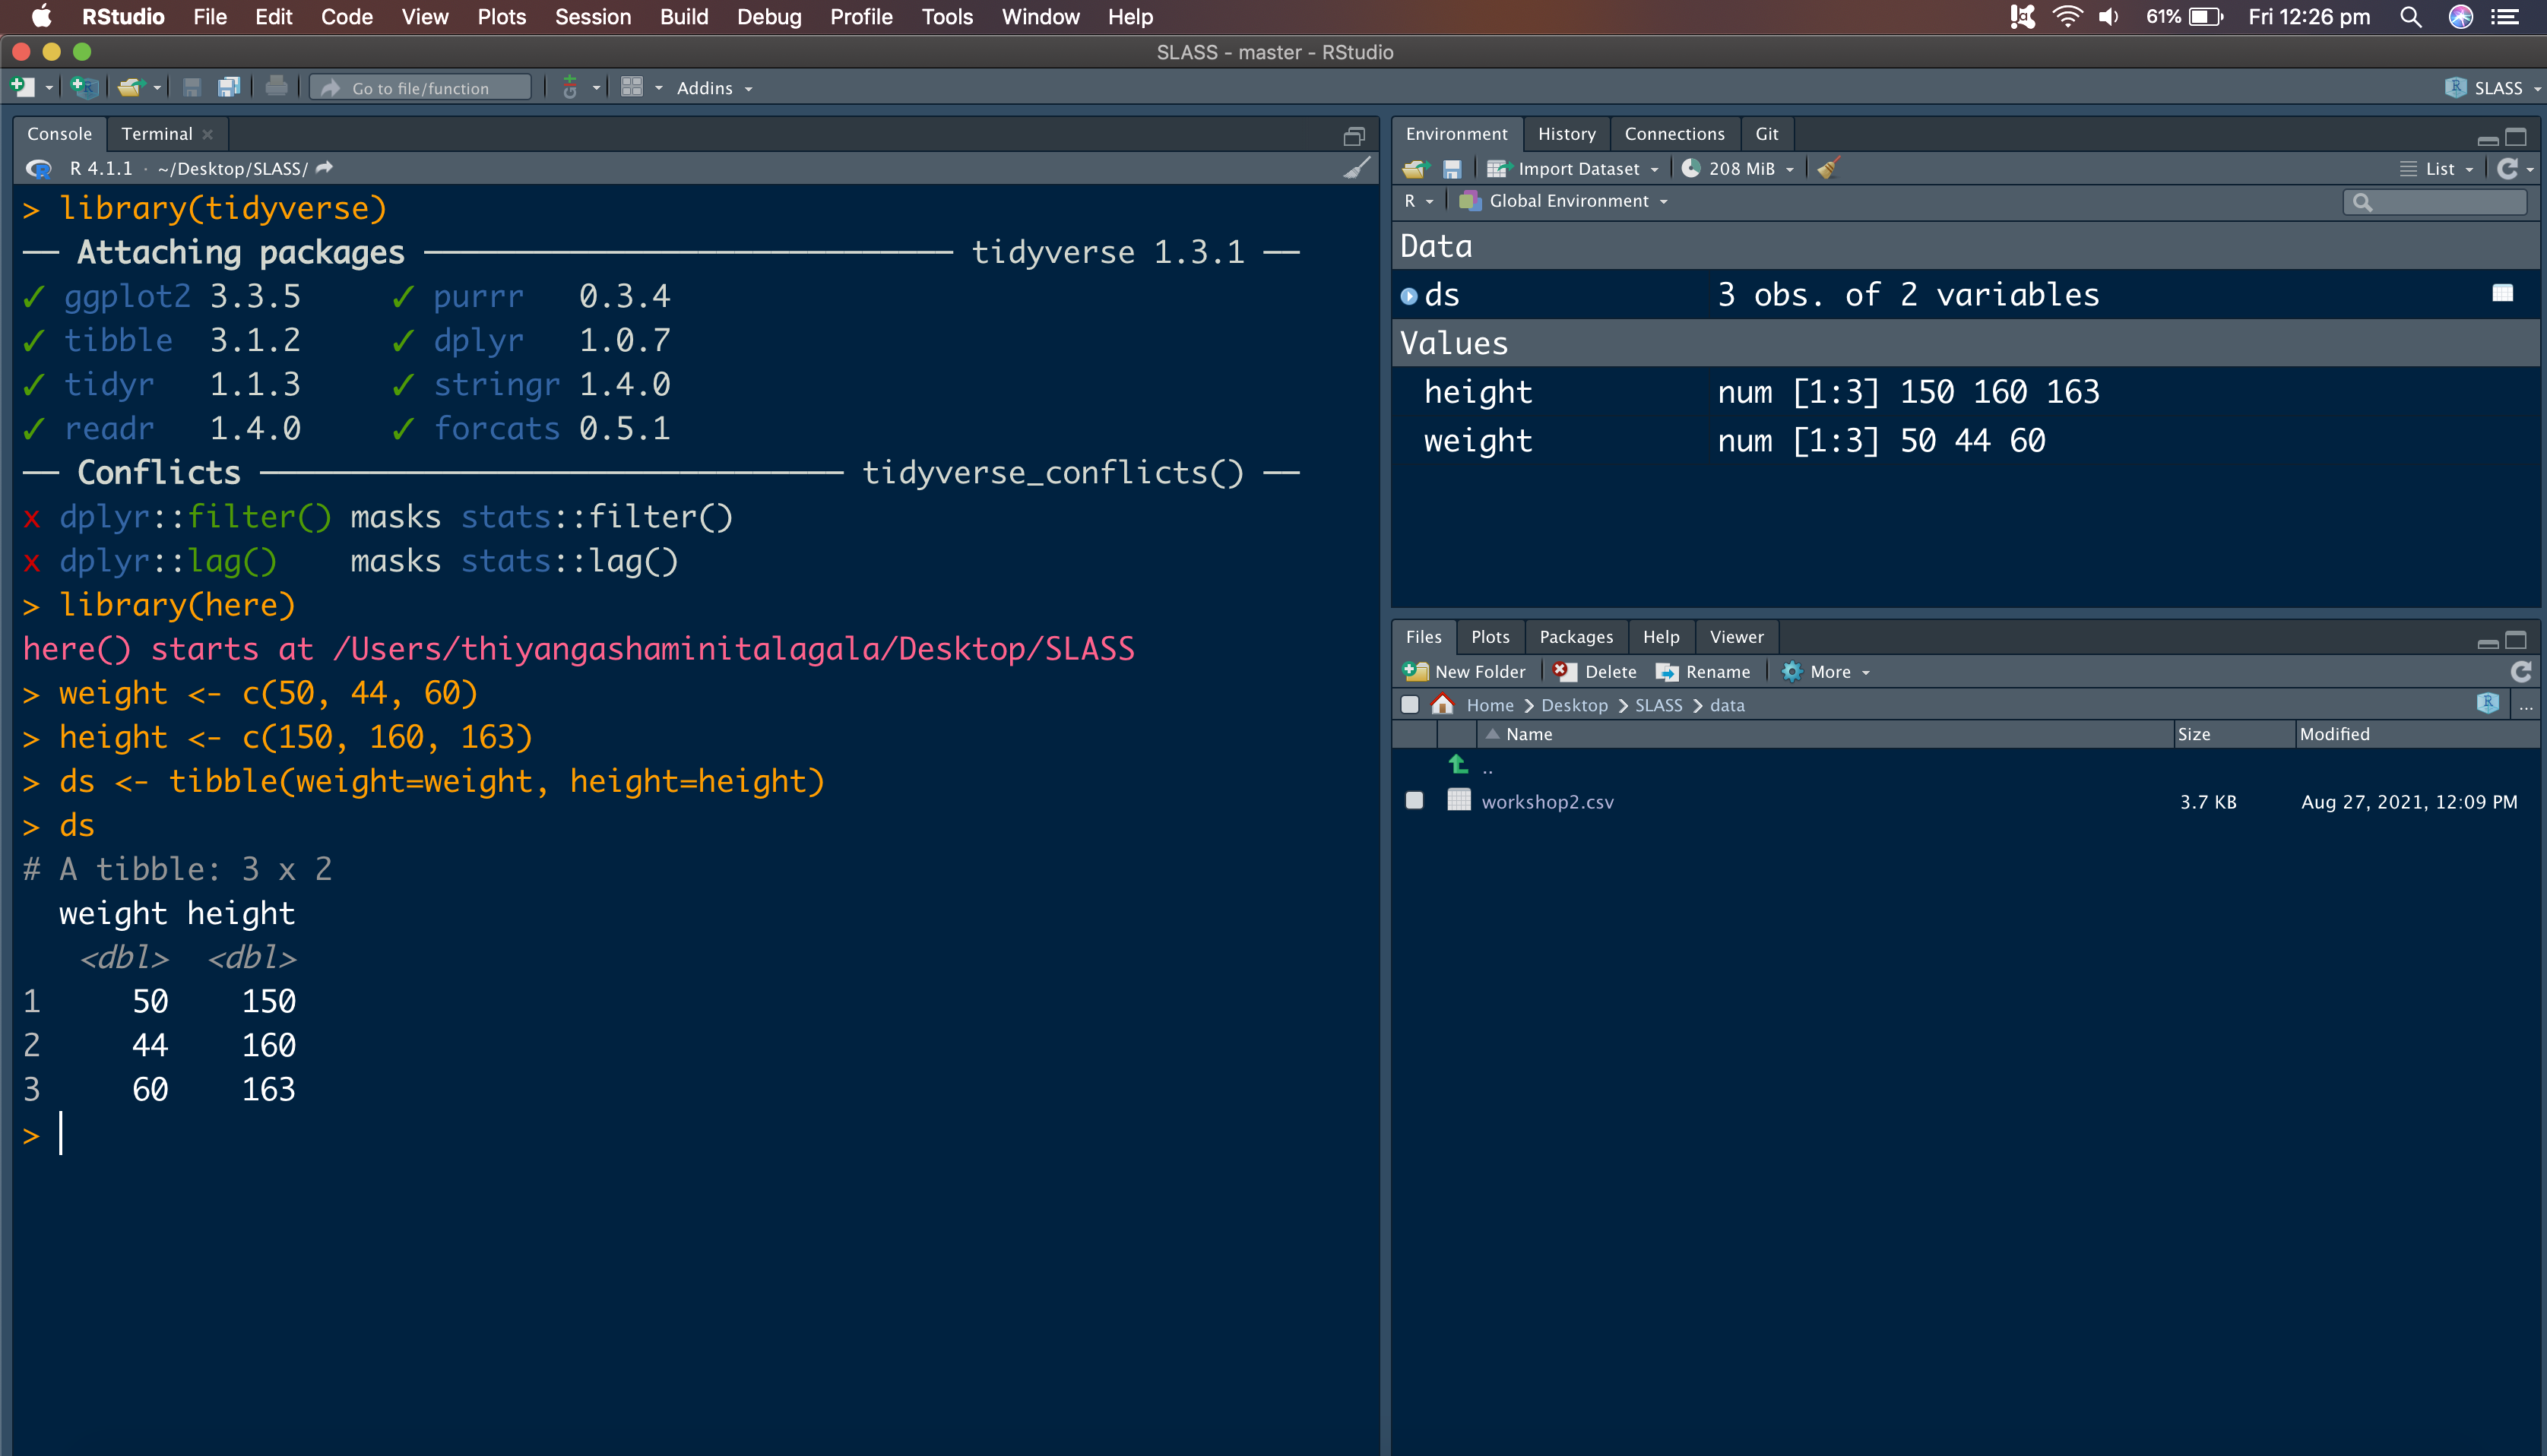 RStudio File Edit Code View Plots Session Build Debug Profile Tools Window Help 61% Fri 12:26 pm
SLASS - master - RStudio
Go to file/function Addins SLASS
Console Terminal
R 4.1.1 · ~/Desktop/SLASS/
> library(tidyverse)
── Attaching packages ───────────────────────────── tidyverse 1.3.1 ──
✓ ggplot2 3.3.5     ✓ purrr   0.3.4
✓ tibble  3.1.2     ✓ dplyr   1.0.7
✓ tidyr   1.1.3     ✓ stringr 1.4.0
✓ readr   1.4.0     ✓ forcats 0.5.1
── Conflicts ──────────────────────────────── tidyverse_conflicts() ──
x dplyr::filter() masks stats::filter()
x dplyr::lag()    masks stats::lag()
> library(here)
here() starts at /Users/thiyangashaminitalagala/Desktop/SLASS
> weight <- c(50, 44, 60)
> height <- c(150, 160, 163)
> ds <- tibble(weight=weight, height=height)
> ds
# A tibble: 3 x 2
  weight height
   <dbl>  <dbl>
1     50    150
2     44    160
3     60    163
>
Environment History Connections Git
Import Dataset 208 MiB List
R Global Environment
Data
ds 3 obs. of 2 variables
Values
height num [1:3] 150 160 163
weight num [1:3] 50 44 60
Files Plots Packages Help Viewer
New Folder Delete Rename More
Home Desktop SLASS data R ...
Name Size Modified
..
workshop2.csv 3.7 KB Aug 27, 2021, 12:09 PM